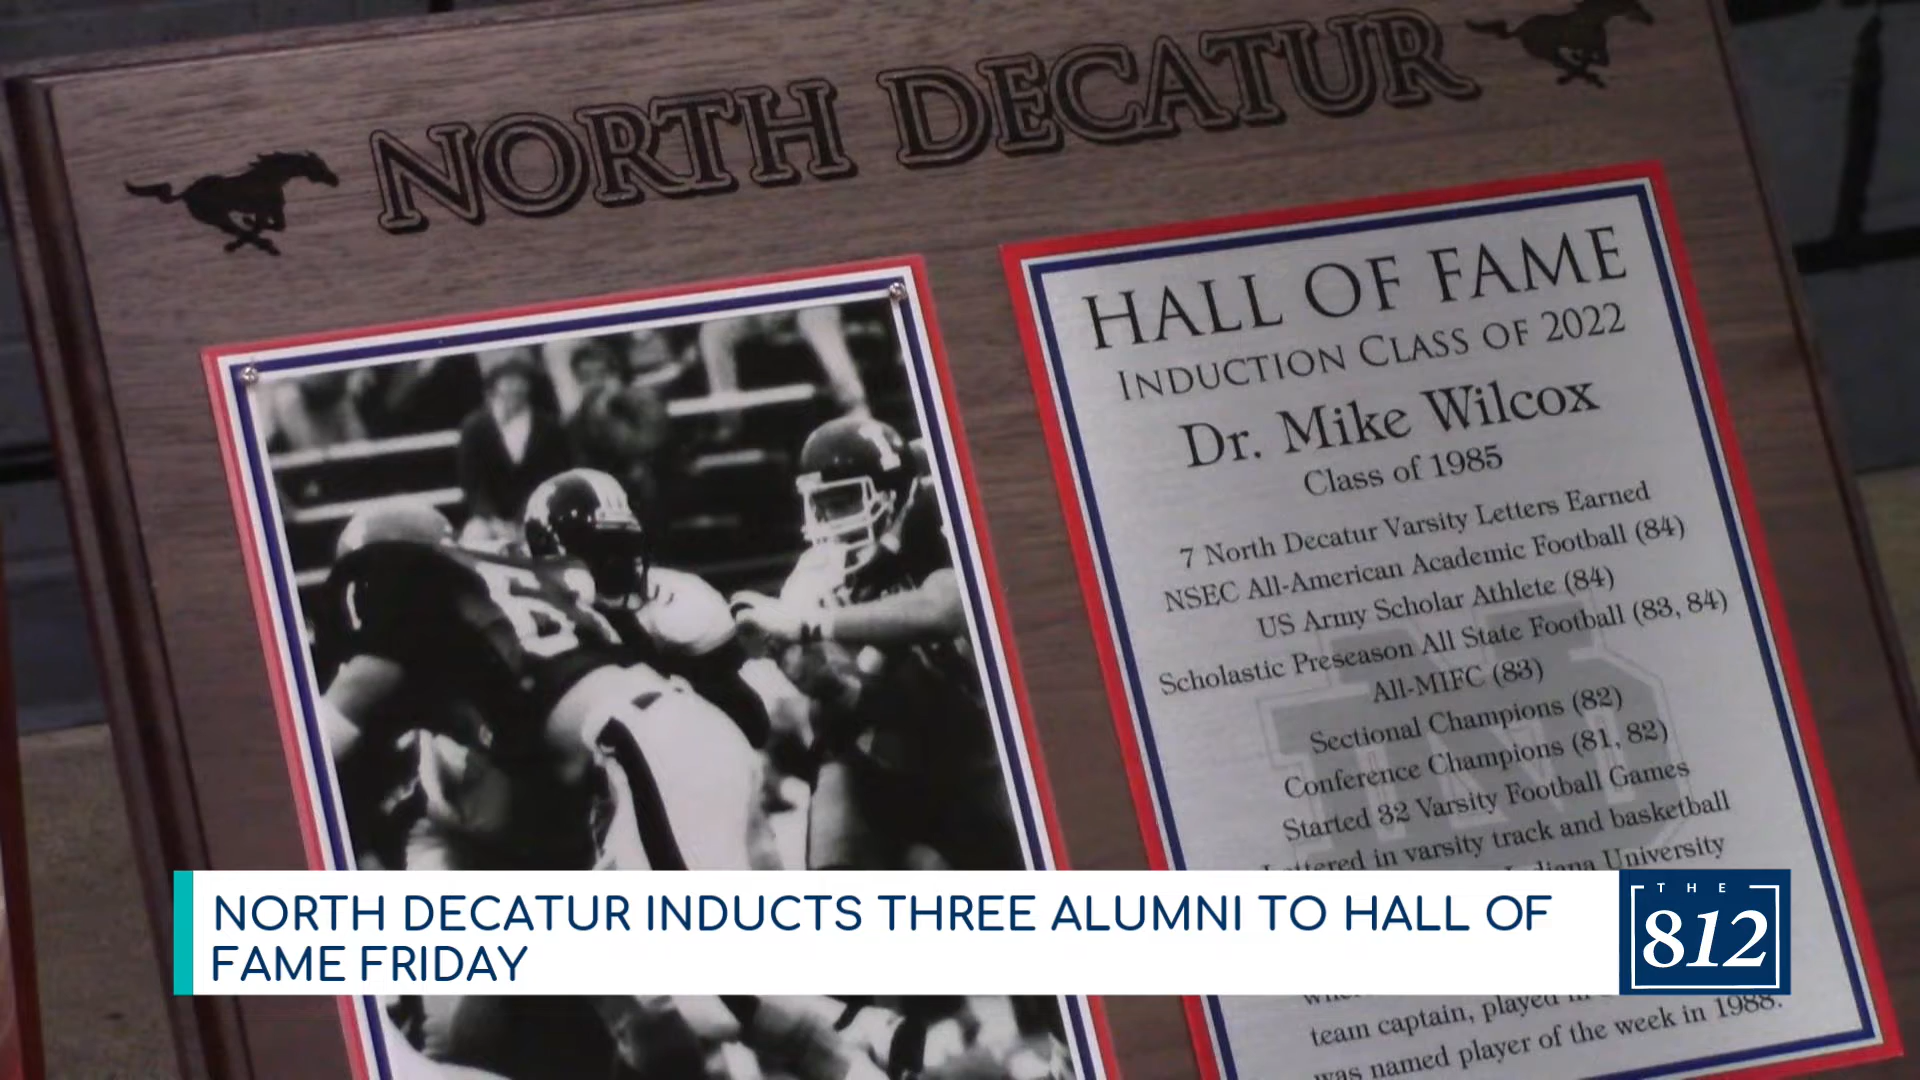 NORTH DECATUR
HALL OF FAME
INDUCTION CLASS OF 2022
Dr. Mike Wilcox
Class of 1985
7 North Decatur Varsity Letters Earned
NSEC All-American Academic Football (84)
US Army Scholar Athlete (84)
Scholastic Preseason All State Football (83, 84)
All-MIFC (83)
Sectional Champions (82)
Conference Champions (81, 82)
Started 32 Varsity Football Games
Lettered in varsity track and basketball
Indiana University
team captain, played in
was named player of the week in 1988.
NORTH DECATUR INDUCTS THREE ALUMNI TO HALL OF
FAME FRIDAY
THE
812